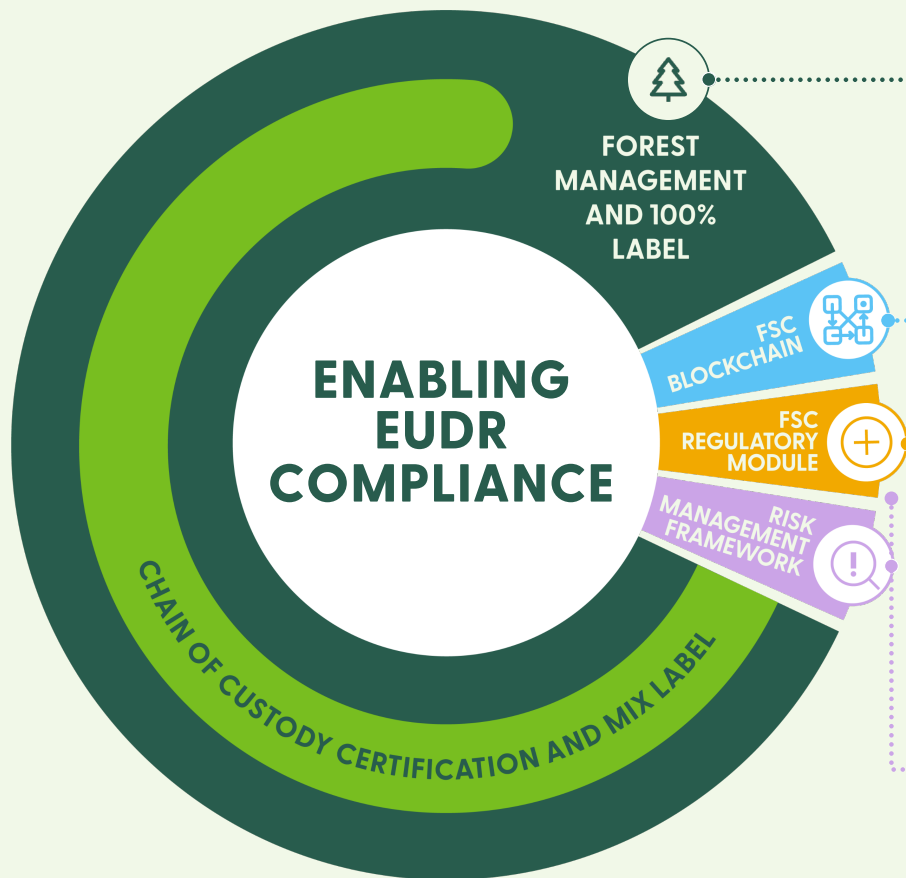 FOREST
MANAGEMENT
AND 100%
LABEL
FSC
BLOCKCHAIN
ENABLING
EUDR
COMPLIANCE
FSC
REGULATORY
MODULE
RISK
MANAGEMENT
FRAMEWORK
CHAIN OF CUSTODY CERTIFICATION AND MIX LABEL